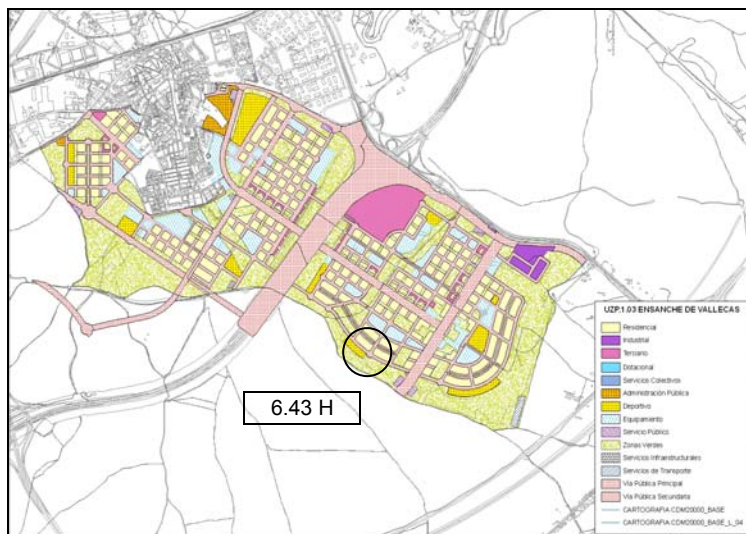 6.43 H
UZP.1.03 ENSANCHE DE VALLECAS
Residencial
Industrial
Terciario
Dotacional
Servicios Colectivos
Administración Pública
Deportivo
Equipamiento
Servicio Público
Zonas Verdes
Servicios Infraestructurales
Servicios de Transporte
Vía Pública Principal
Vía Pública Secundaria
CARTOGRAFIA.CDM20000_BASE
CARTOGRAFIA.CDM20000_BASE_L_04